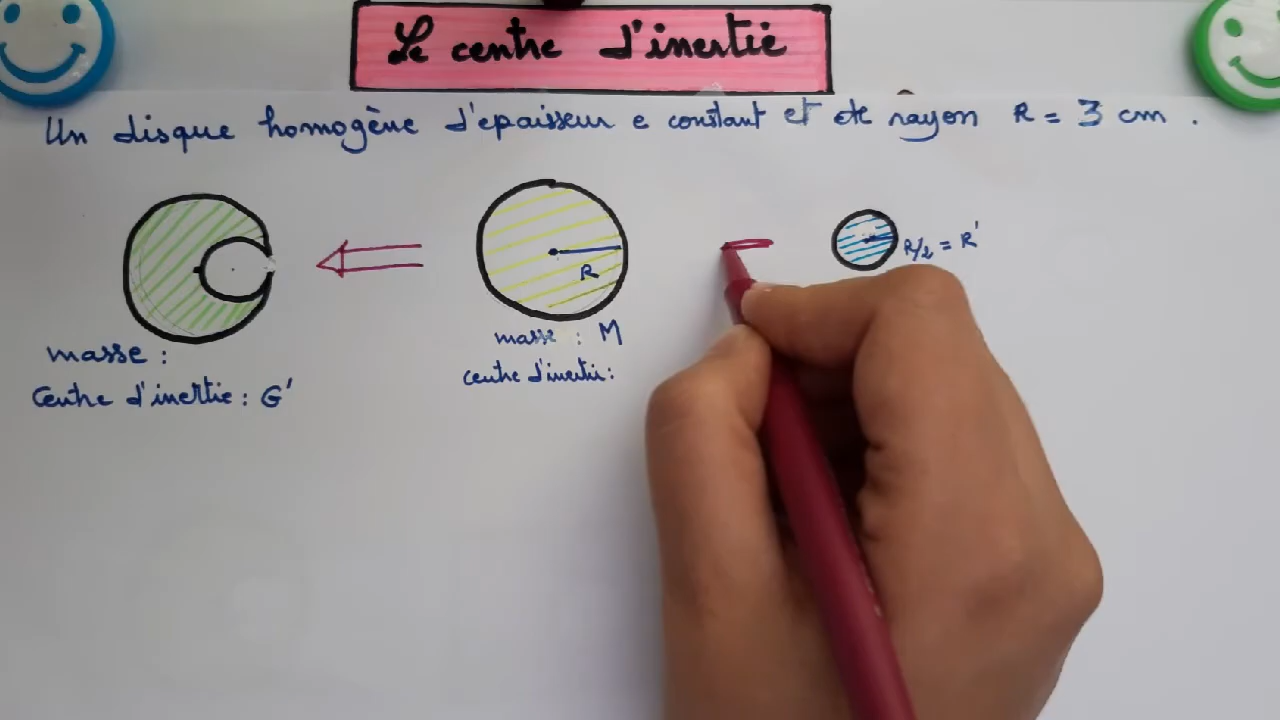 Le centre d'inertie
Un disque homogène d'epaisseur e constant et de rayon R = 3 cm .
R/2 = R'
R
masse : M
centre d'inertie :
masse :
Centre d'inertie : G'